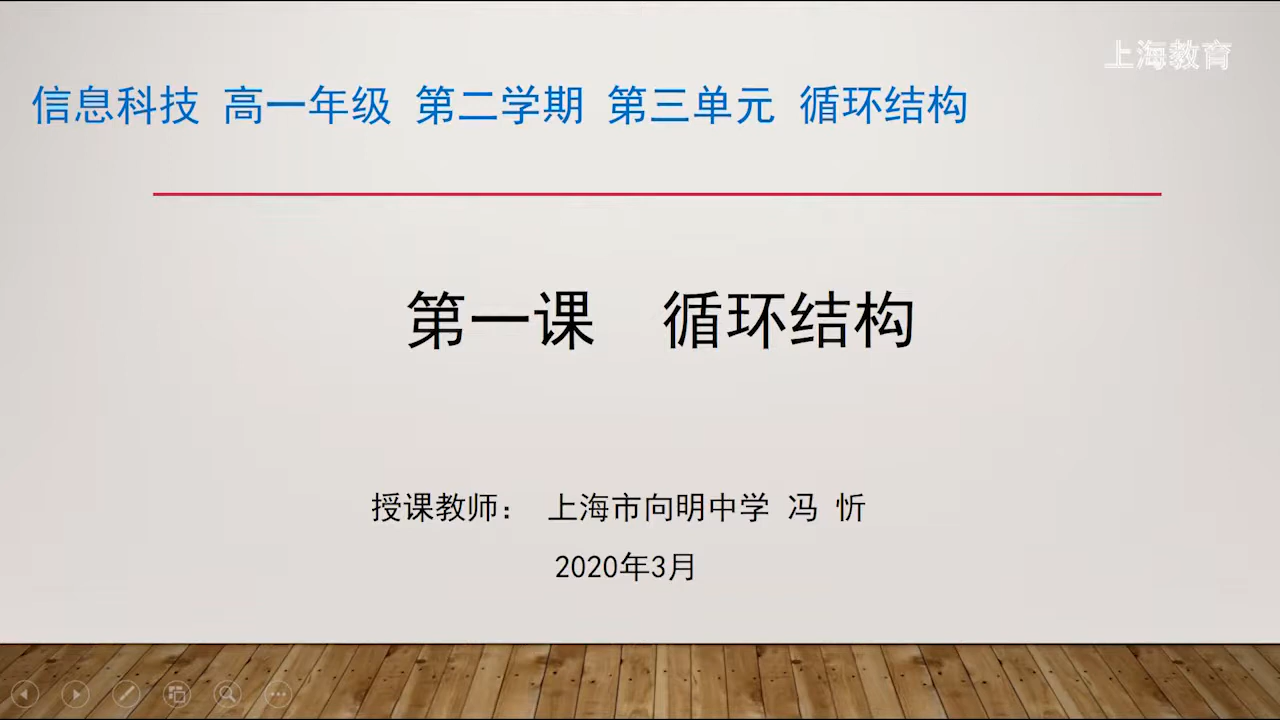 上海教育
信息科技 高一年级 第二学期 第三单元 循环结构
第一课 循环结构
授课教师： 上海市向明中学 冯 忻
2020年3月